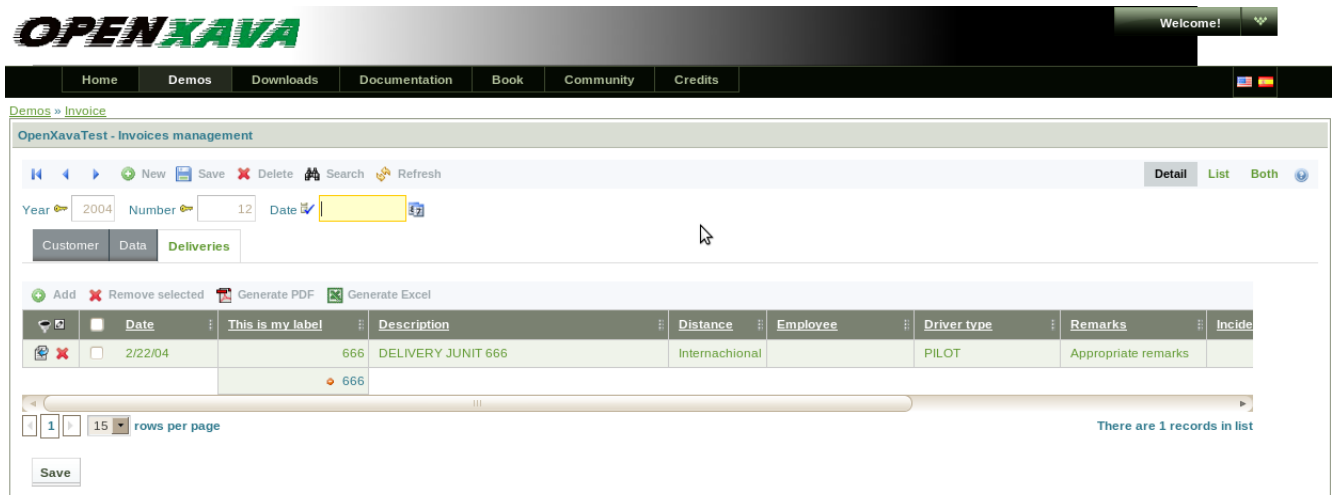 OPENXAVA
Welcome!
Home Demos Downloads Documentation Book Community Credits
Demos » Invoice
OpenXavaTest - Invoices management
New Save Delete Search Refresh Detail List Both
Year 2004 Number 12 Date
Customer Data Deliveries
Add Remove selected Generate PDF Generate Excel
Date This is my label Description Distance Employee Driver type Remarks Incide
2/22/04 666 DELIVERY JUNIT 666 Internachional PILOT Appropriate remarks
666
1 15 rows per page There are 1 records in list
Save